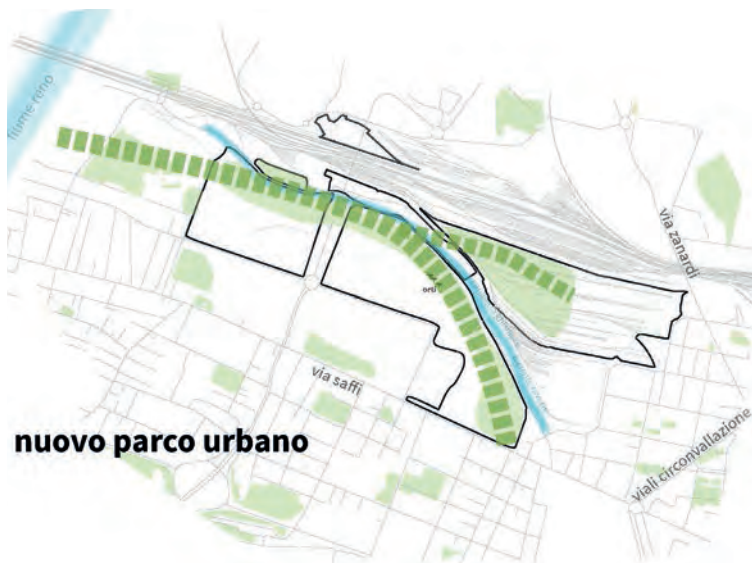 fiume reno
via zanardi
orti
via saffi
nuovo parco urbano
viali circonvallazione